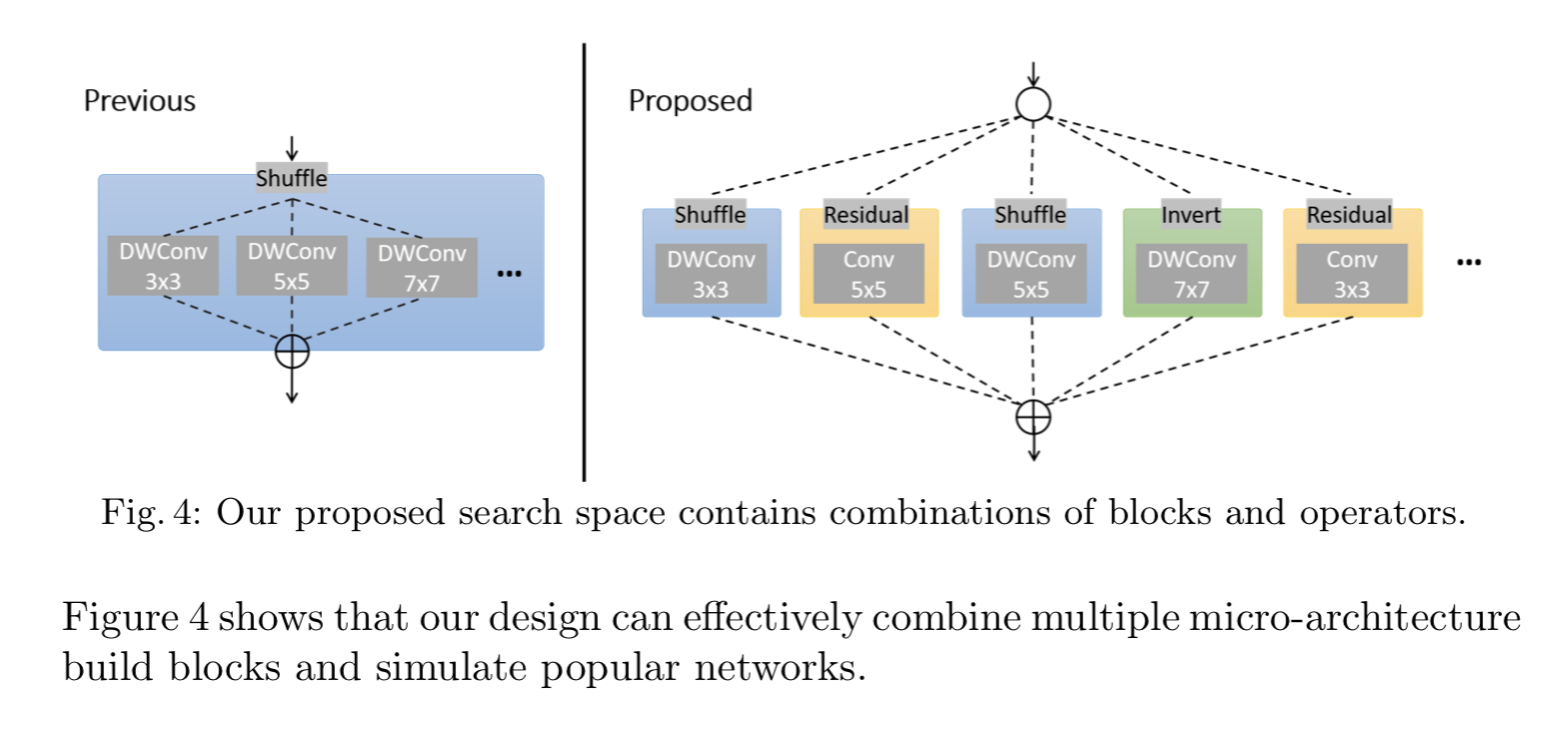 Previous
Shuffle
DWConv
3x3
DWConv
5x5
DWConv
7x7
...
Proposed
Shuffle
DWConv
3x3
Residual
Conv
5x5
Shuffle
DWConv
5x5
Invert
DWConv
7x7
Residual
Conv
3x3
...
Fig. 4: Our proposed search space contains combinations of blocks and operators.
Figure 4 shows that our design can effectively combine multiple micro-architecture
build blocks and simulate popular networks.